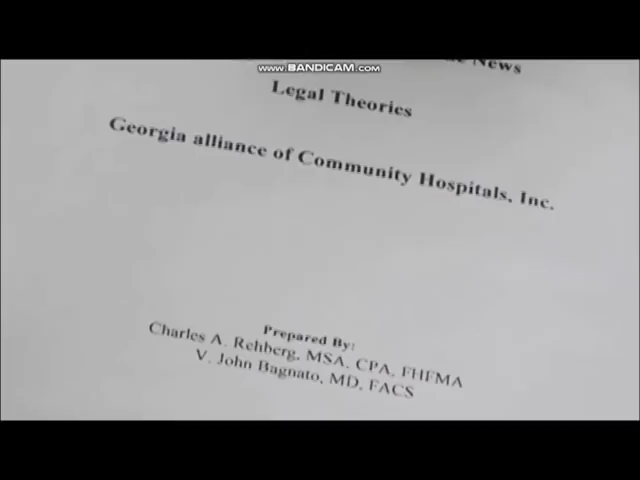 www.BANDICAM.com
News
Legal Theories
Georgia alliance of Community Hospitals, Inc.
Prepared By:
Charles A. Rehberg, MSA, CPA, FHFMA
V. John Bagnato, MD, FACS